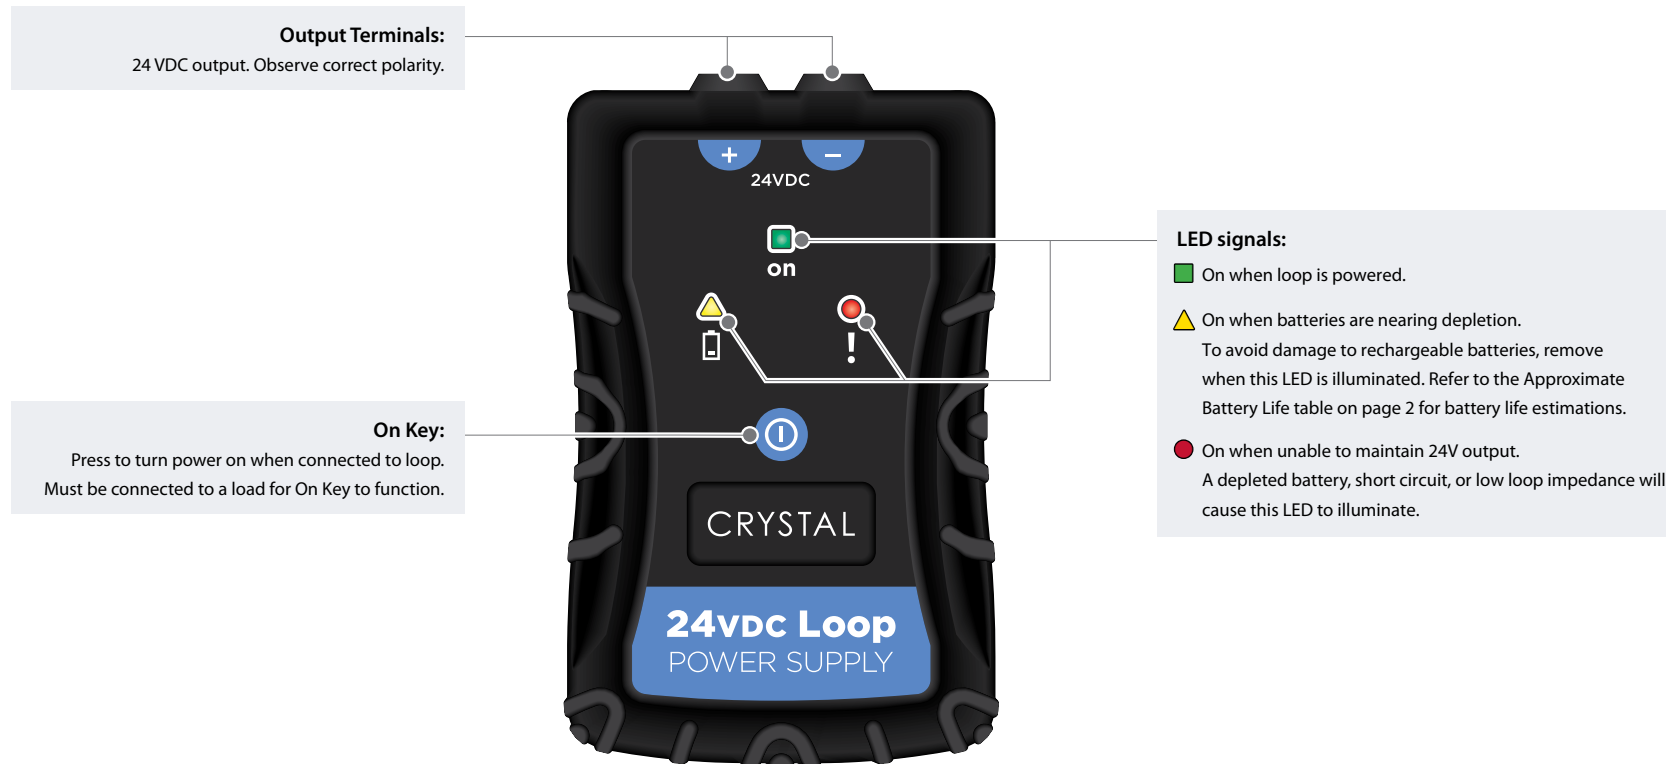 Output Terminals:
24 VDC output. Observe correct polarity.
+ −
24VDC
on
!
LED signals:
On when loop is powered.
On when batteries are nearing depletion.
To avoid damage to rechargeable batteries, remove
when this LED is illuminated. Refer to the Approximate
Battery Life table on page 2 for battery life estimations.
On when unable to maintain 24V output.
A depleted battery, short circuit, or low loop impedance will
cause this LED to illuminate.
On Key:
Press to turn power on when connected to loop.
Must be connected to a load for On Key to function.
CRYSTAL
24VDC Loop
POWER SUPPLY